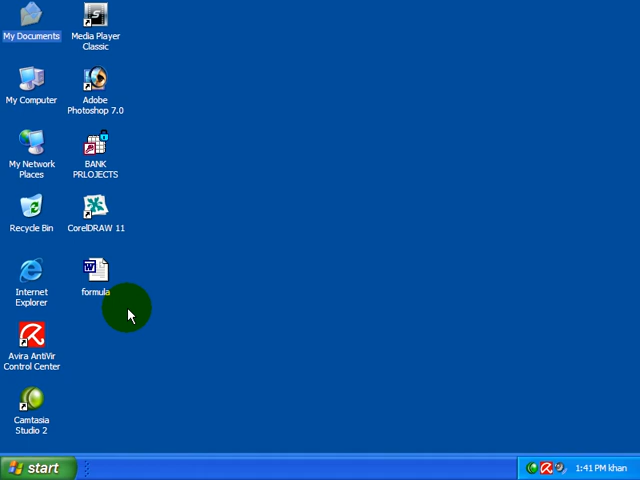 My Documents
Media Player
Classic
My Computer
Adobe
Photoshop 7.0
My Network
Places
BANK
PRLOJECTS
Recycle Bin
CorelDRAW 11
Internet
Explorer
formula
Avira AntiVir
Control Center
Camtasia
Studio 2
start
1:41 PM khan